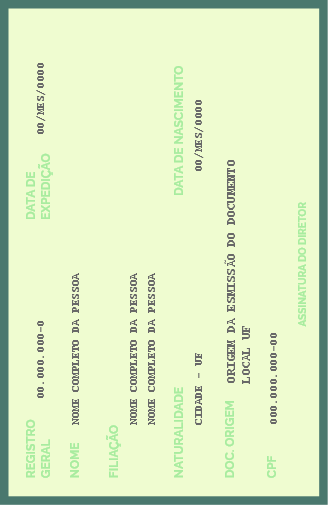 REGISTRO GERAL 00.000.000-0 DATA DE EXPEDIÇÃO 00/MES/0000
NOME NOME COMPLETO DA PESSOA
FILIAÇÃO
NOME COMPLETO DA PESSOA
NOME COMPLETO DA PESSOA
NATURALIDADE DATA DE NASCIMENTO
CIDADE - UF 00/MES/0000
DOC. ORIGEM ORIGEM DA ESMISSÃO DO DOCUMENTO
LOCAL UF
CPF 000.000.000-00
ASSINATURA DO DIRETOR